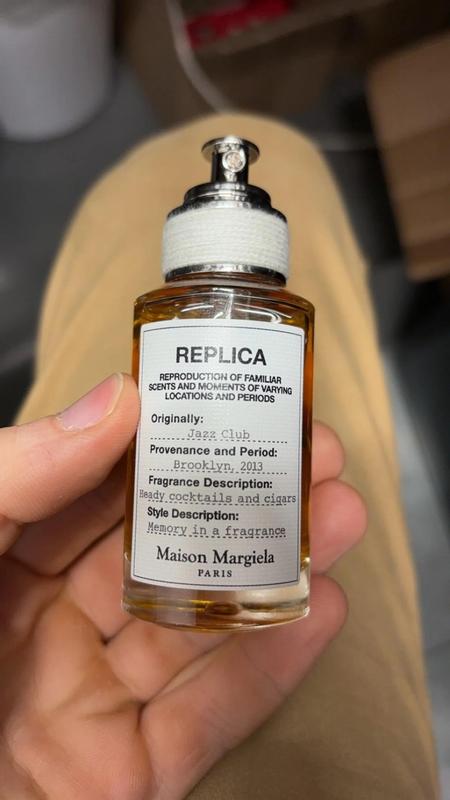 REPLICA
REPRODUCTION OF FAMILIAR
SCENTS AND MOMENTS OF VARYING
LOCATIONS AND PERIODS
Originally:
Jazz Club
Provenance and Period:
Brooklyn, 2013
Fragrance Description:
Heady cocktails and cigars
Style Description:
Memory in a fragrance
Maison Margiela
PARIS